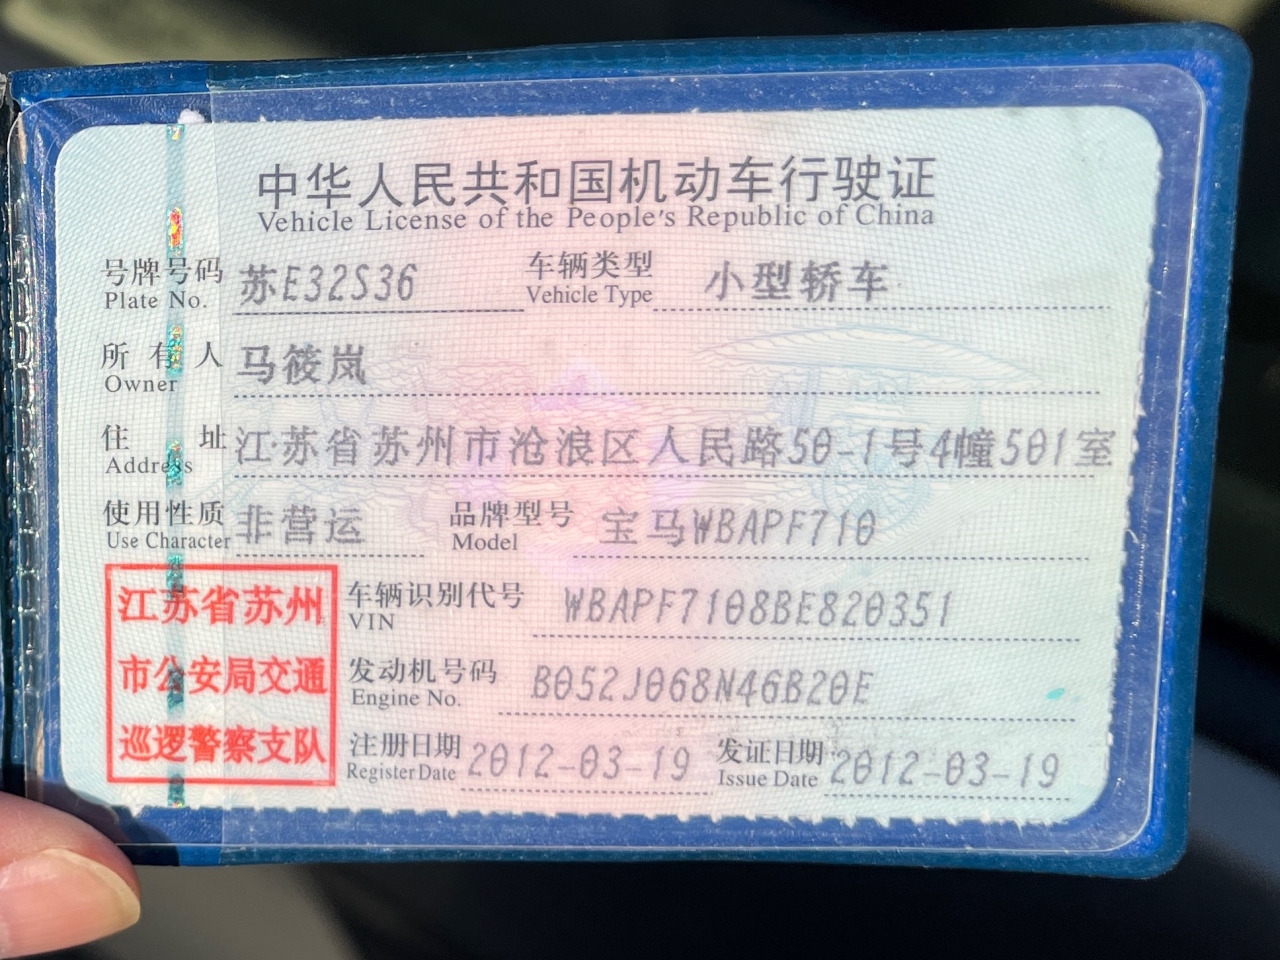 中华人民共和国机动车行驶证
Vehicle License of the People's Republic of China
号牌号码 苏E32S36 车辆类型 小型轿车
Plate No. Vehicle Type
所有人 马筱岚
Owner
住址 江苏省苏州市沧浪区人民路50-1号4幢501室
Address
使用性质 非营运 品牌型号 宝马WBAPF710
Use Character Model
江苏省苏州
市公安局交通
巡逻警察支队
车辆识别代号 WBAPF7108BE820351
VIN
发动机号码 B052J068N46B20E
Engine No.
注册日期 2012-03-19 发证日期 2012-03-19
Register Date Issue Date